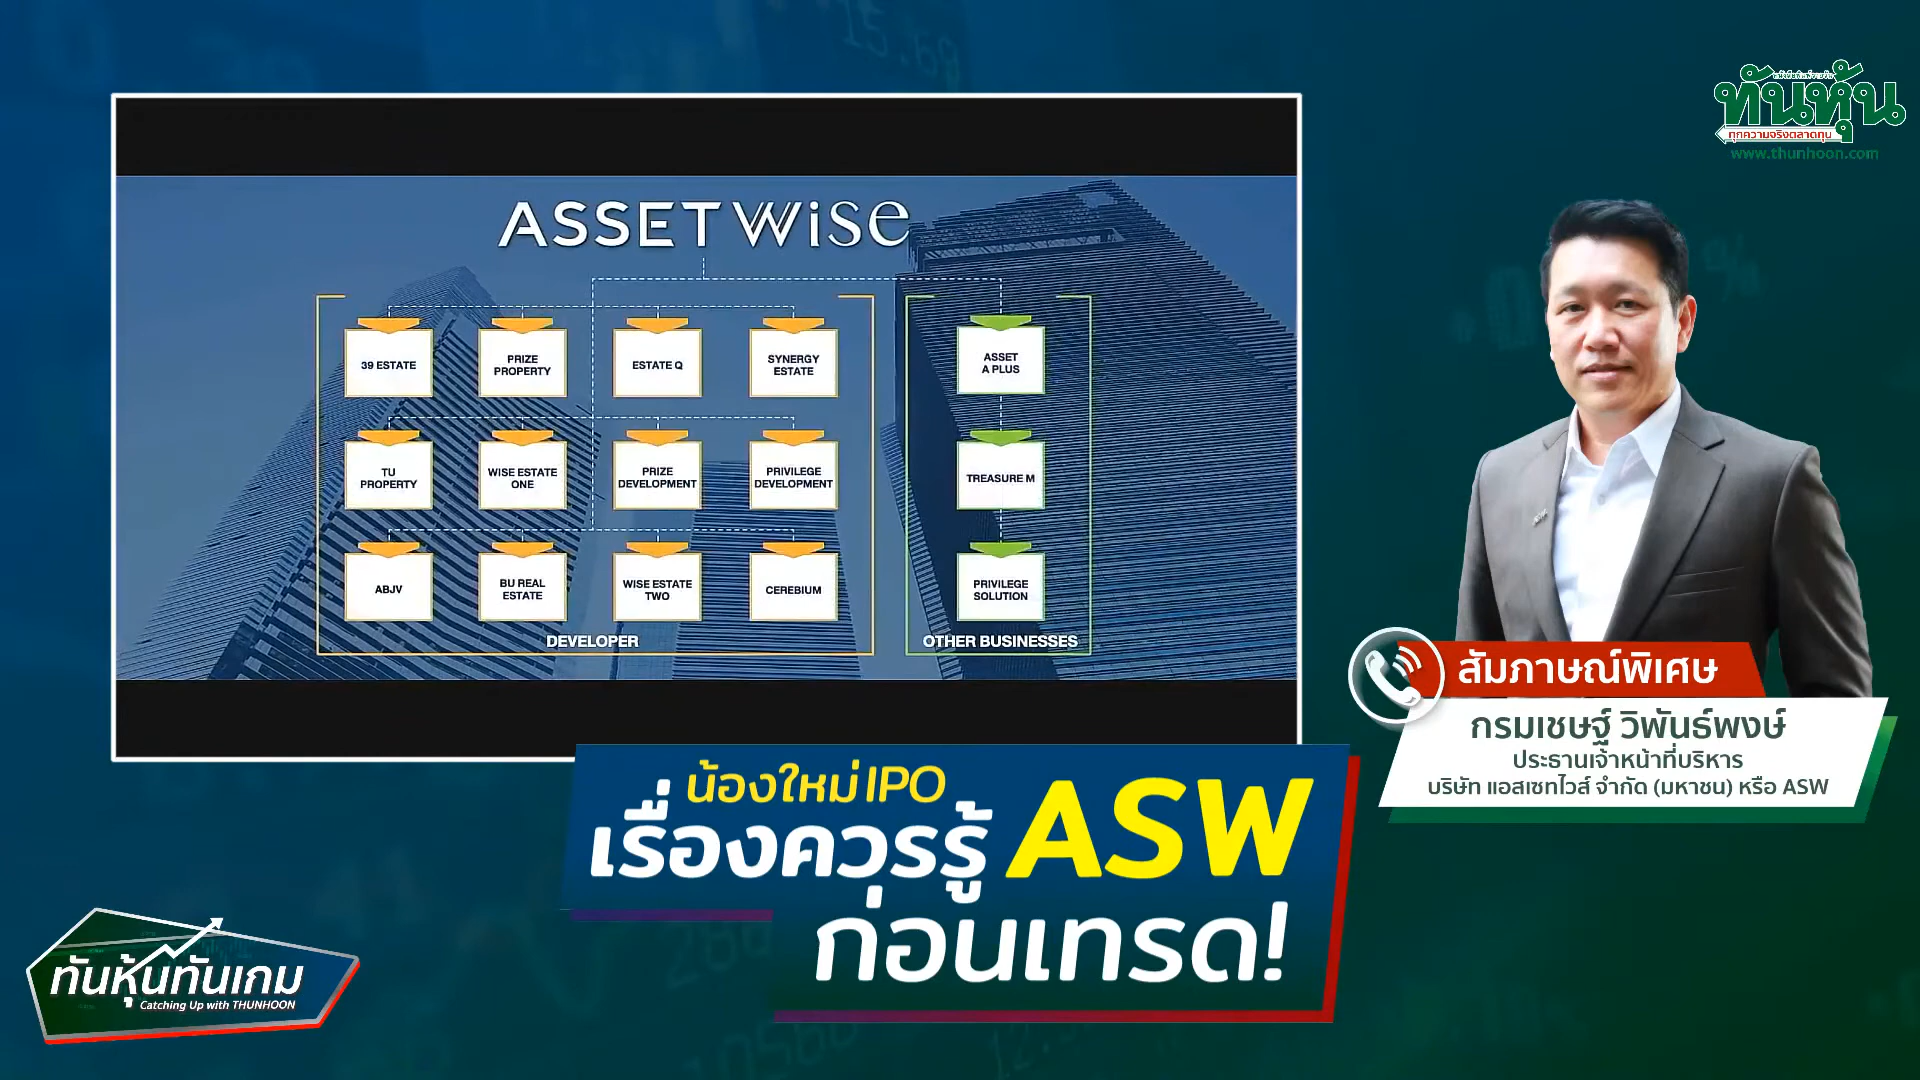 ทันหุ้น
ทุกความจริงตลาดทุน
www.thunhoon.com
ASSETWISE
39 ESTATE
PRIZE
PROPERTY
ESTATE Q
SYNERGY
ESTATE
ASSET
A PLUS
TU
PROPERTY
WISE ESTATE
ONE
PRIZE
DEVELOPMENT
PRIVILEGE
DEVELOPMENT
TREASURE M
ABJV
BU REAL
ESTATE
WISE ESTATE
TWO
CEREBIUM
PRIVILEGE
SOLUTION
DEVELOPER
OTHER BUSINESSES
สัมภาษณ์พิเศษ
กรมเชษฐ์ วิพันธ์พงษ์
ประธานเจ้าหน้าที่บริหาร
บริษัท แอสเซทไวส์ จำกัด (มหาชน) หรือ ASW
น้องใหม่ IPO
เรื่องควรรู้ ASW
ก่อนเทรด!
ทันหุ้นทันเกม
Catching Up with THUNHOON